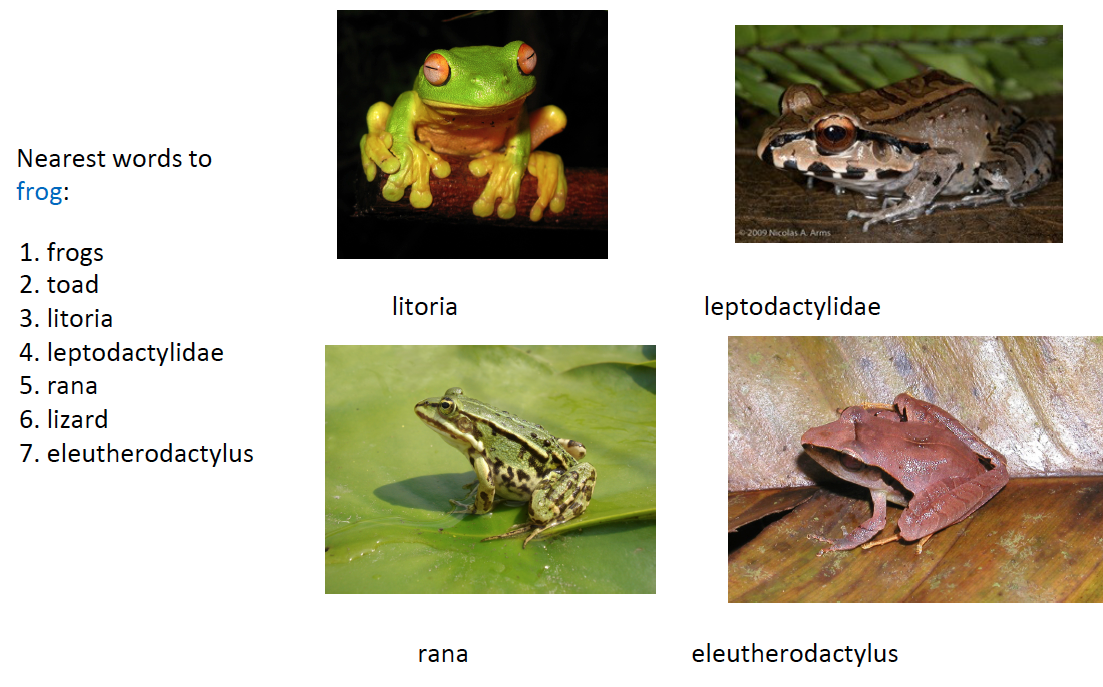 Nearest words to
frog:
1. frogs
2. toad
3. litoria
4. leptodactylidae
5. rana
6. lizard
7. eleutherodactylus
© 2009 Nicolas A. Arms
litoria
leptodactylidae
rana
eleutherodactylus